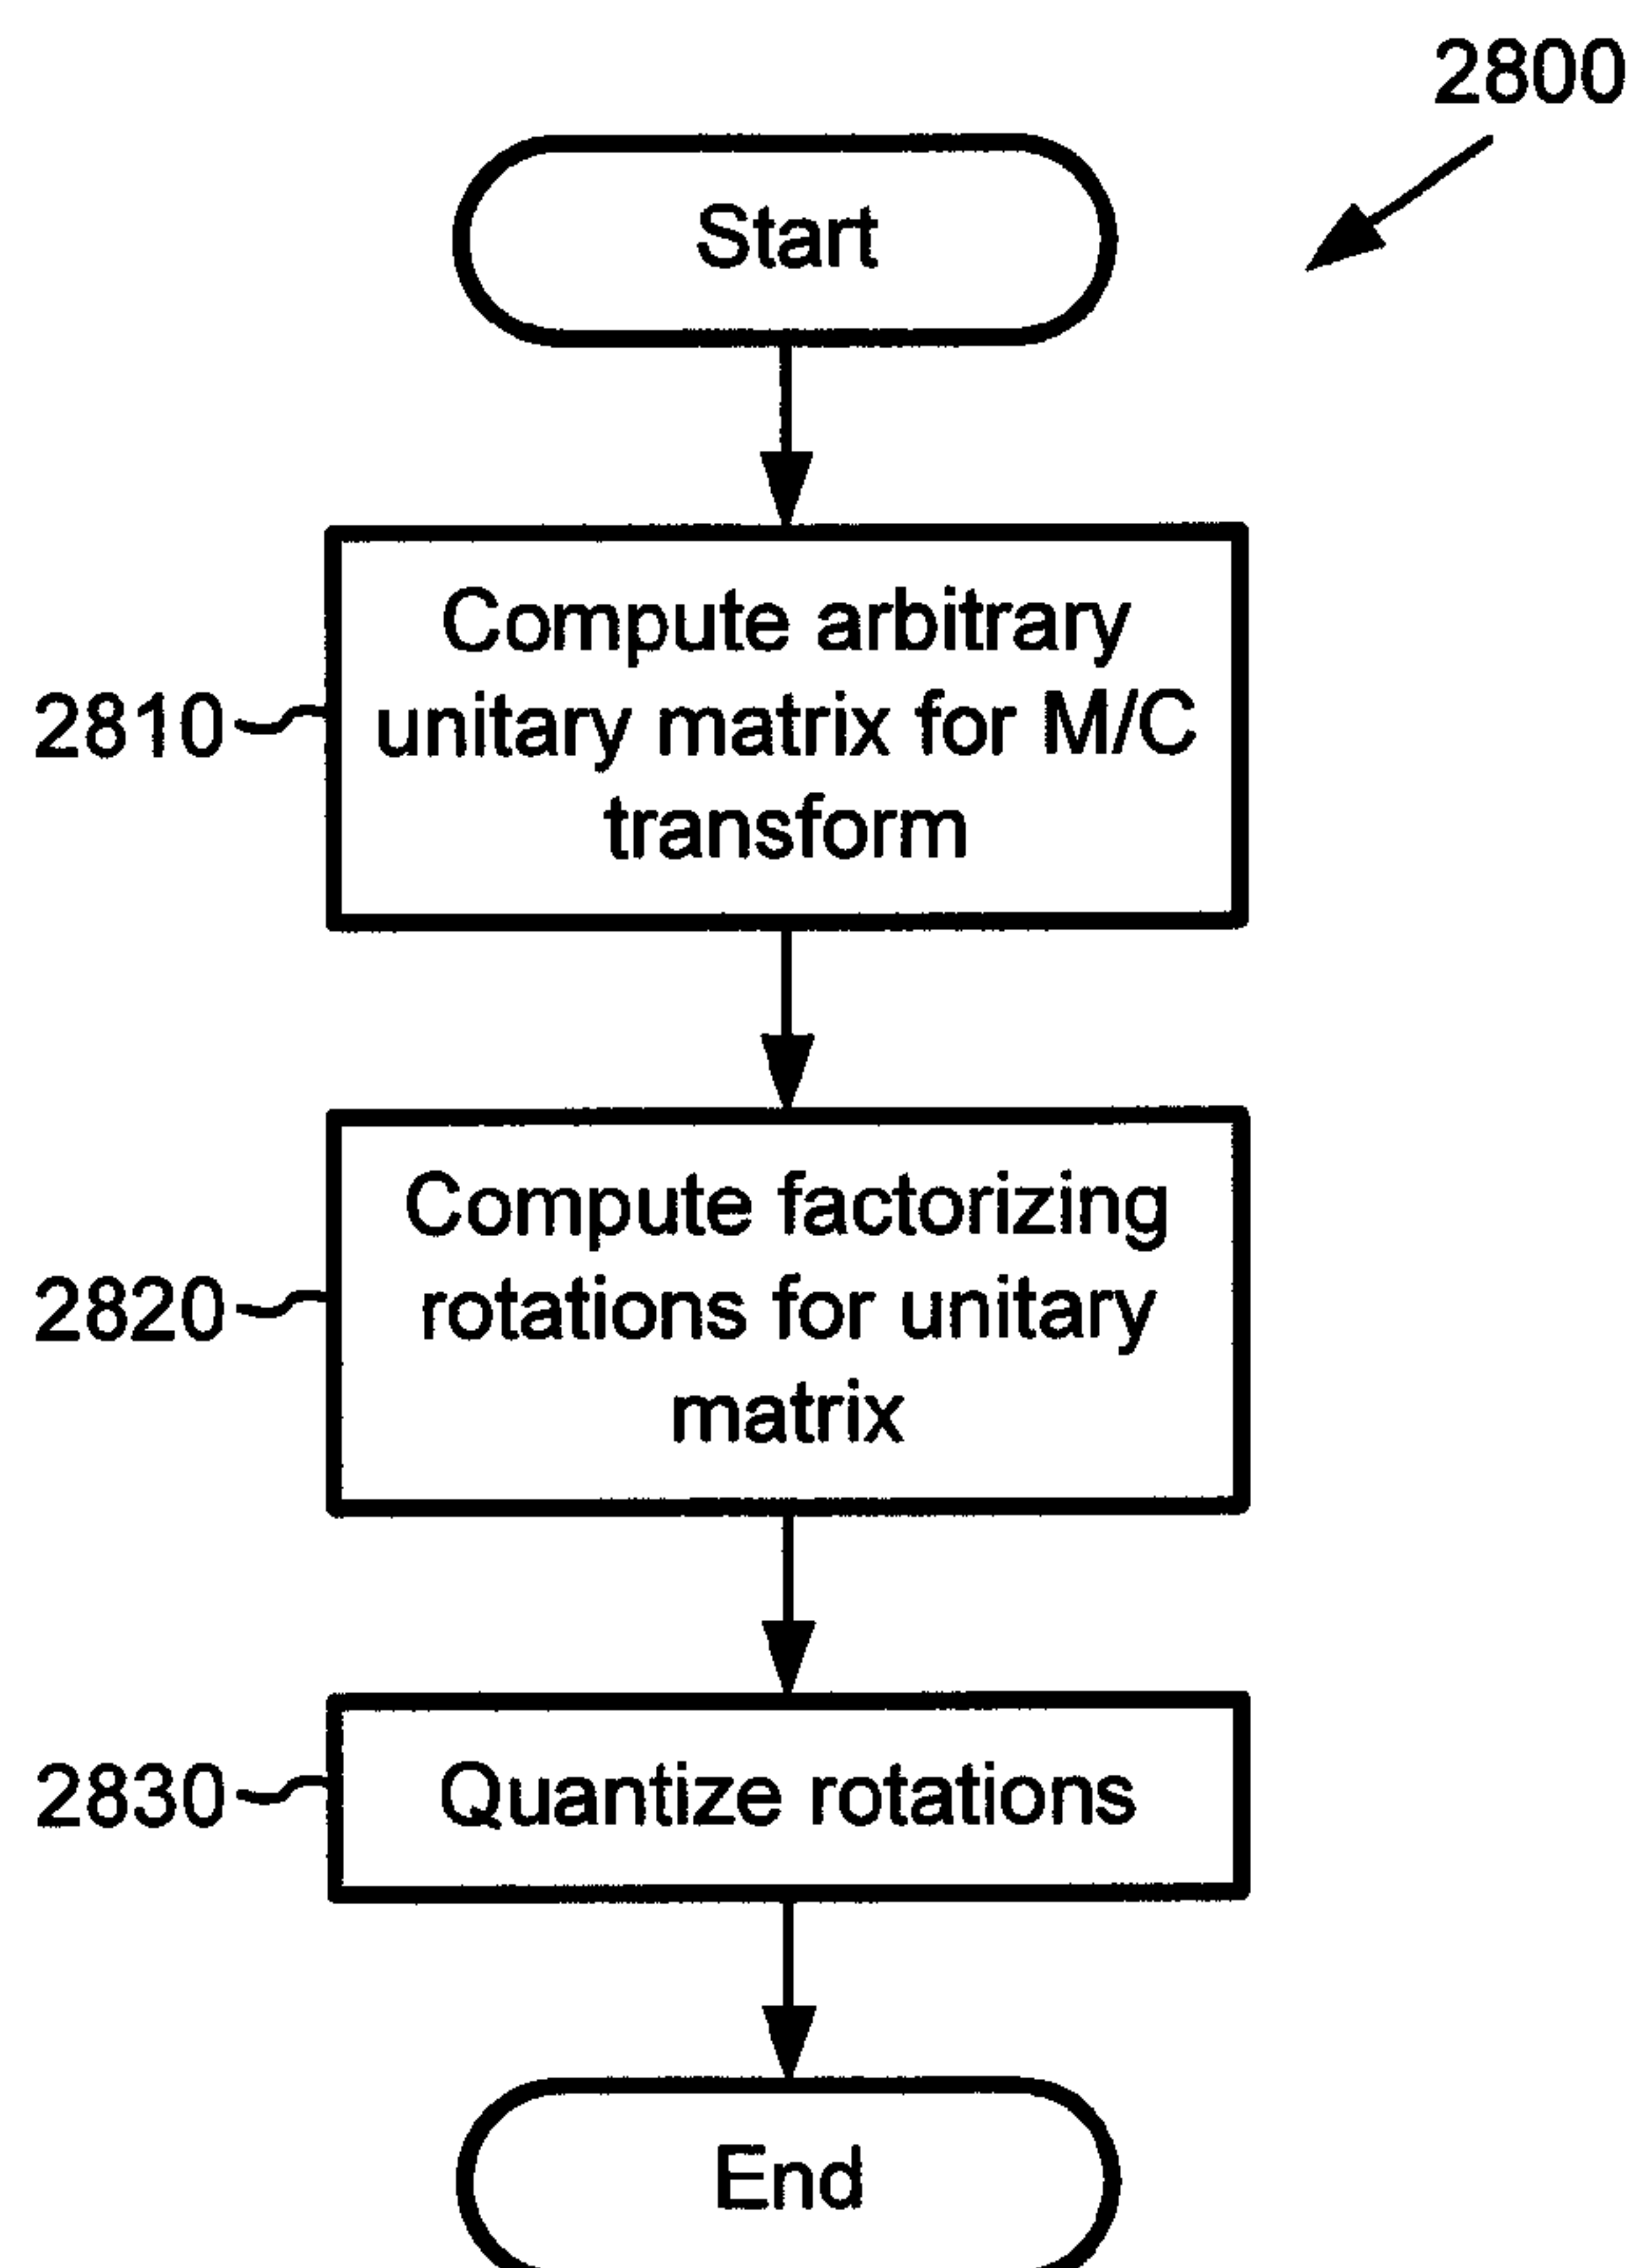 2800
Start
Compute arbitrary
unitary matrix for M/C
transform
2810
Compute factorizing
rotations for unitary
matrix
2820
Quantize rotations
2830
End